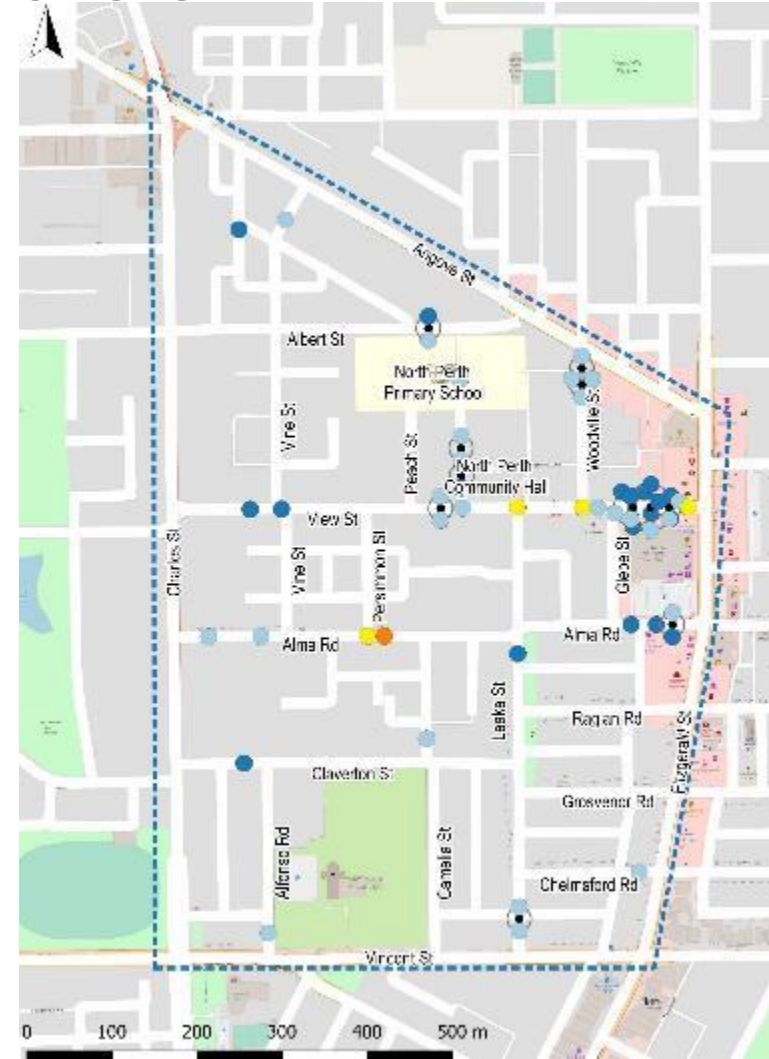 Angove St
Albert St
North Perth
Primary School
Vine St
Woodville St
Peach St
North Perth
Community Hall
View St
Charles St
Vine St
Persimmon St
Glebe St
Alma Rd
Alma Rd
Leake St
Raglan Rd
Fitzgerald St
Claverton St
Grosvenor Rd
Alfonso Rd
Camelia St
Chelmsford Rd
Vincent St
0 100 200 300 400 500 m